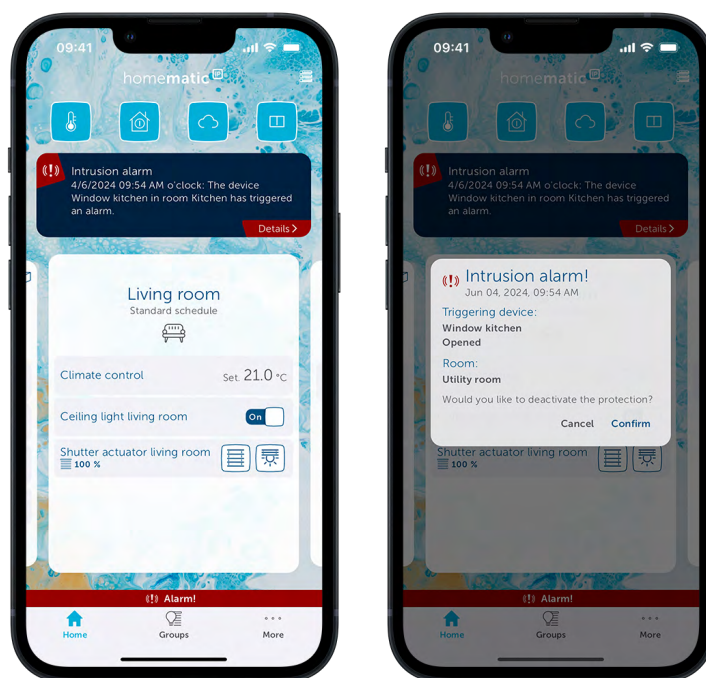 09:41
homematic IP
Intrusion alarm
4/6/2024 09:54 AM o'clock: The device
Window kitchen in room Kitchen has triggered
an alarm.
Details
Living room
Standard schedule
Climate control
Set. 21.0 °C
Ceiling light living room
On
Shutter actuator living room
100 %
Alarm!
Home
Groups
More
09:41
homematic IP
Intrusion alarm
4/6/2024 09:54 AM o'clock: The device
Window kitchen in room Kitchen has triggered
an alarm.
Details
Intrusion alarm!
Jun 04, 2024, 09:54 AM
Triggering device:
Window kitchen
Opened
Room:
Utility room
Would you like to deactivate the protection?
Cancel Confirm
Shutter actuator living room
100 %
Alarm!
Home
Groups
More